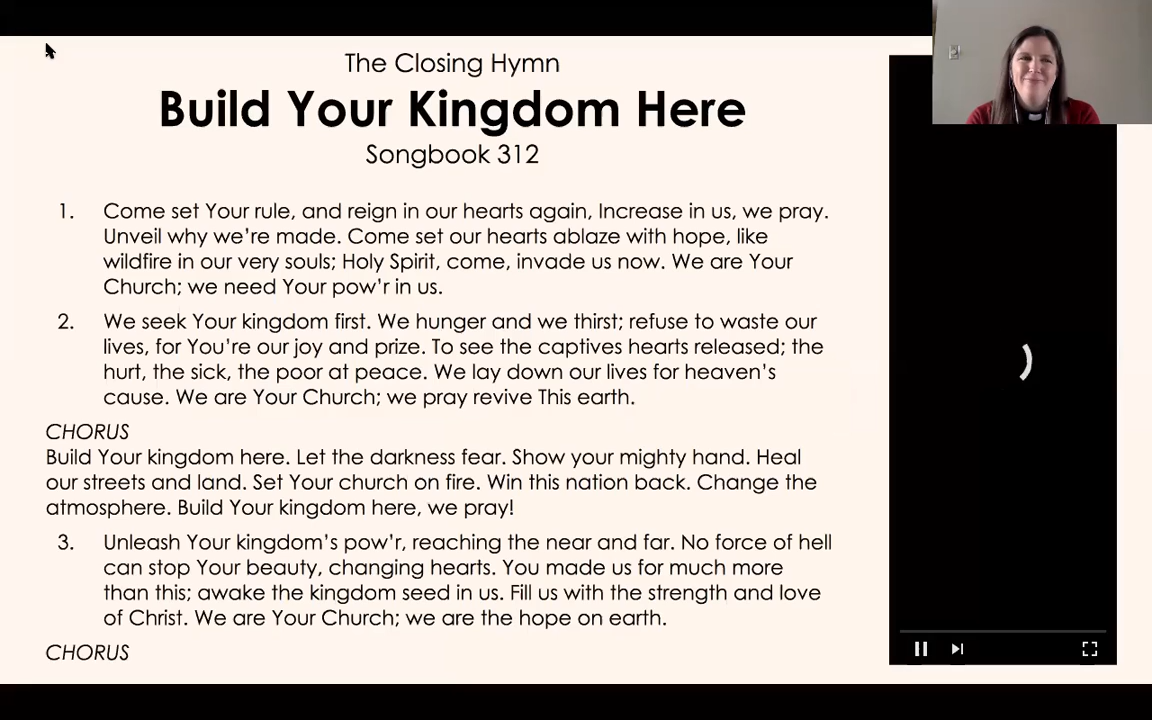 The Closing Hymn
Build Your Kingdom Here
Songbook 312
1. Come set Your rule, and reign in our hearts again, Increase in us, we pray.
Unveil why we're made. Come set our hearts ablaze with hope, like
wildfire in our very souls; Holy Spirit, come, invade us now. We are Your
Church; we need Your pow'r in us.
2. We seek Your kingdom first. We hunger and we thirst; refuse to waste our
lives, for You're our joy and prize. To see the captives hearts released; the
hurt, the sick, the poor at peace. We lay down our lives for heaven's
cause. We are Your Church; we pray revive This earth.
CHORUS
Build Your kingdom here. Let the darkness fear. Show your mighty hand. Heal
our streets and land. Set Your church on fire. Win this nation back. Change the
atmosphere. Build Your kingdom here, we pray!
3. Unleash Your kingdom's pow'r, reaching the near and far. No force of hell
can stop Your beauty, changing hearts. You made us for much more
than this; awake the kingdom seed in us. Fill us with the strength and love
of Christ. We are Your Church; we are the hope on earth.
CHORUS